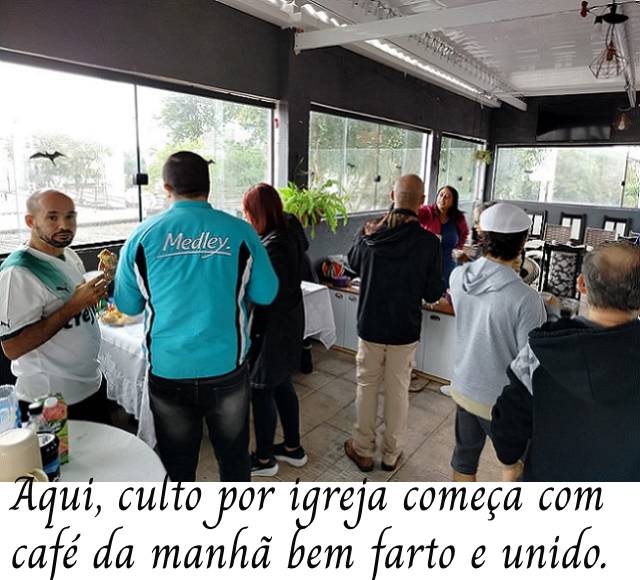 Medley
Aqui, culto por igreja começa com
café da manhã bem farto e unido.